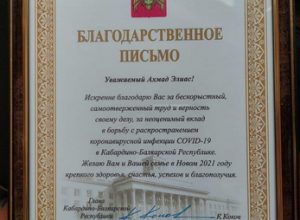 БЛАГОДАРСТВЕННОЕ
ПИСЬМО
Уважаемый Ахмад Элиас!
Искренне благодарю Вас за бескорыстный,
самоотверженный труд и верность
своему делу, за неоценимый вклад
в борьбу с распространением
коронавирусной инфекции COVID-19
в Кабардино-Балкарской Республике.
Желаю Вам и Вашей семье в Новом 2021 году
крепкого здоровья, счастья, успехов и благополучия.
Глава
Кабардино-Балкарской
Республики
К.Коков